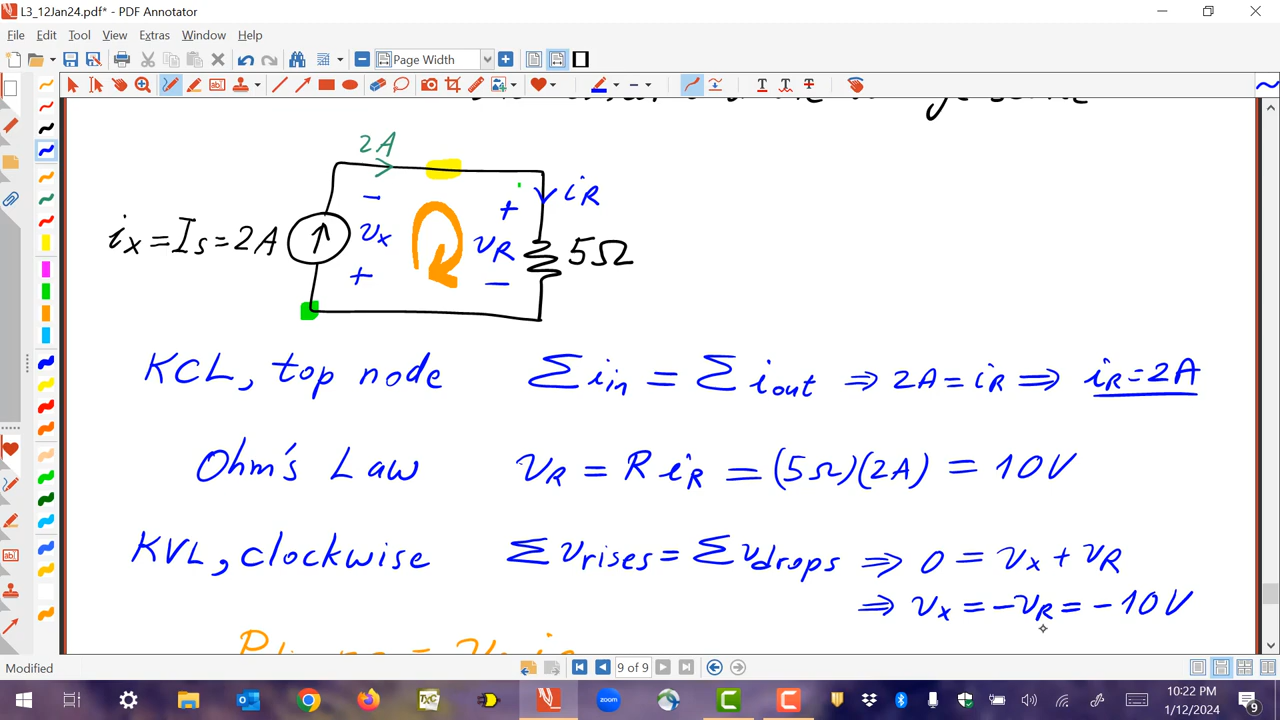 L3_12Jan24.pdf* - PDF Annotator
File Edit Tool View Extras Window Help
Page Width
2A
- + iR
ix = Is = 2A vx vR 5Ω
+ -
KCL, top node Σ iin = Σ iout ⇒ 2A = iR ⟹ iR = 2A
Ohm's Law vR = R iR = (5Ω)(2A) = 10V
KVL, clockwise Σ vrises = Σ vdrops ⇒ 0 = vx + vR
⇒ vx = -vR = -10V
Modified
9 of 9
zoom
10:22 PM
1/12/2024
9